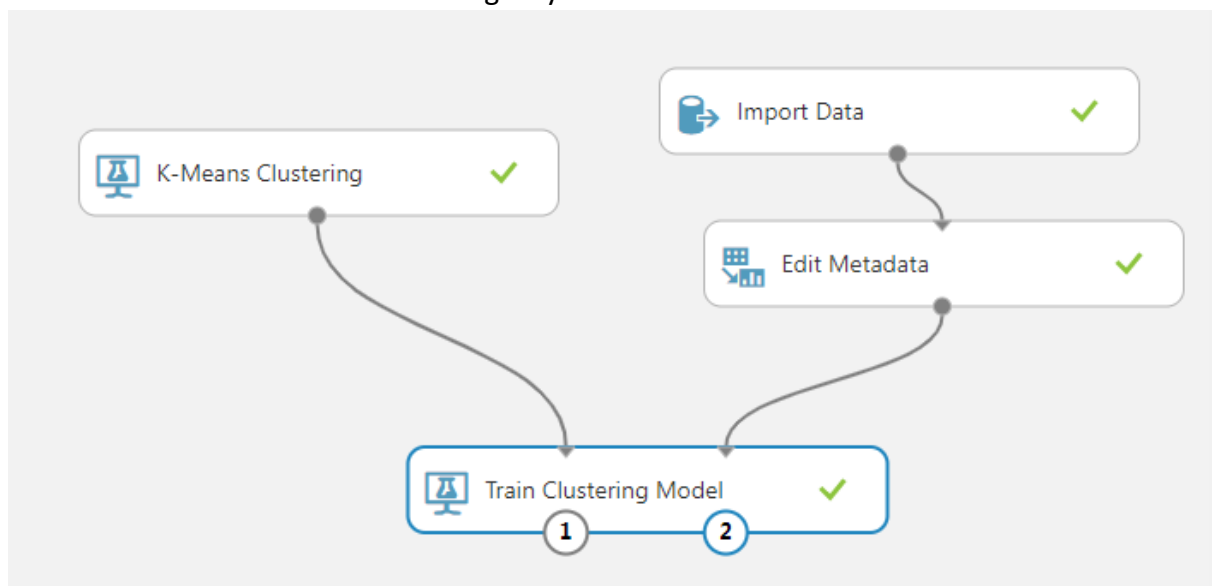 Import Data
K-Means Clustering
Edit Metadata
Train Clustering Model
1
2